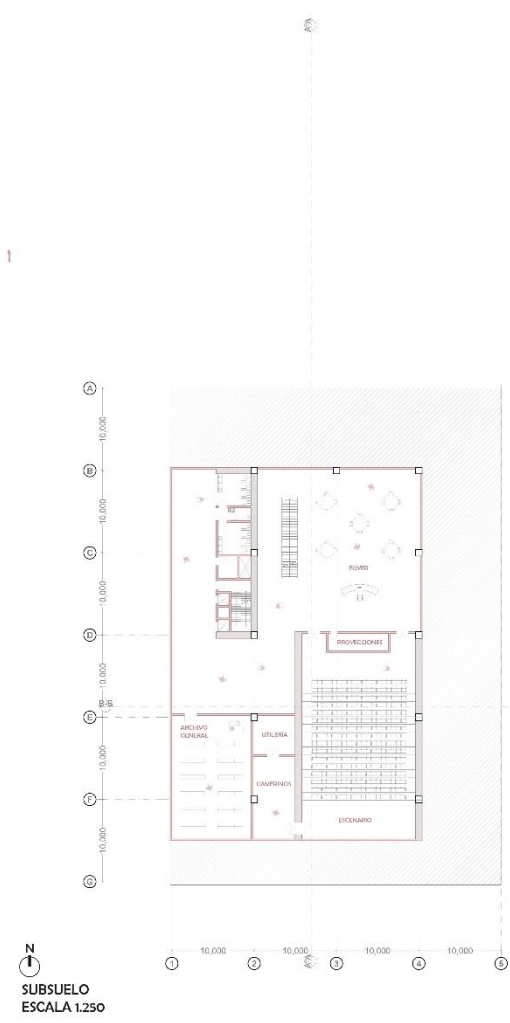 A-A
A
10,000
B
10,000
C
FOYER
10,000
D
PROYECCIONES
10,000
B-B
E
ARCHIVO
GENERAL
UTILERIA
10,000
CAMERINOS
F
ESCENARIO
10,000
G
N
10,000
10,000
10,000
10,000
1
2
A-A
3
4
5
SUBSUELO
ESCALA 1.250